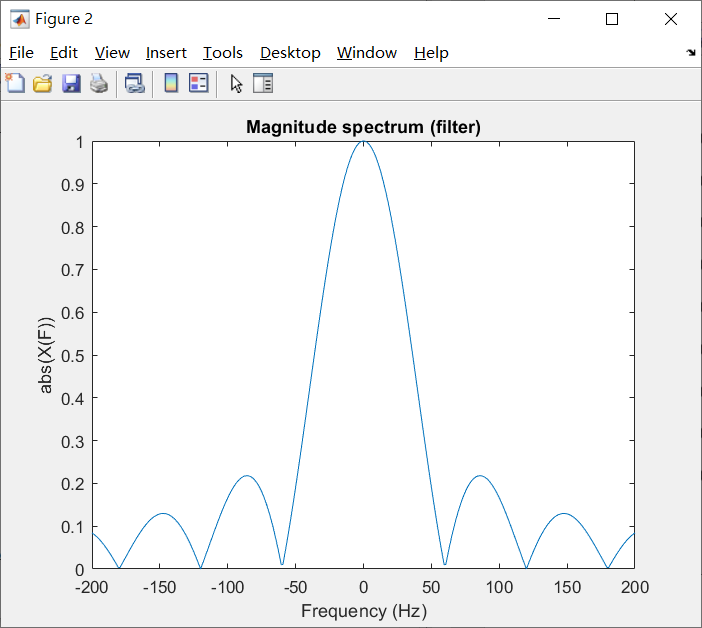 Figure 2
File Edit View Insert Tools Desktop Window Help
Magnitude spectrum (filter)
1
0.9
0.8
0.7
0.6
0.5
0.4
0.3
0.2
0.1
0
abs(X(F))
-200 -150 -100 -50 0 50 100 150 200
Frequency (Hz)